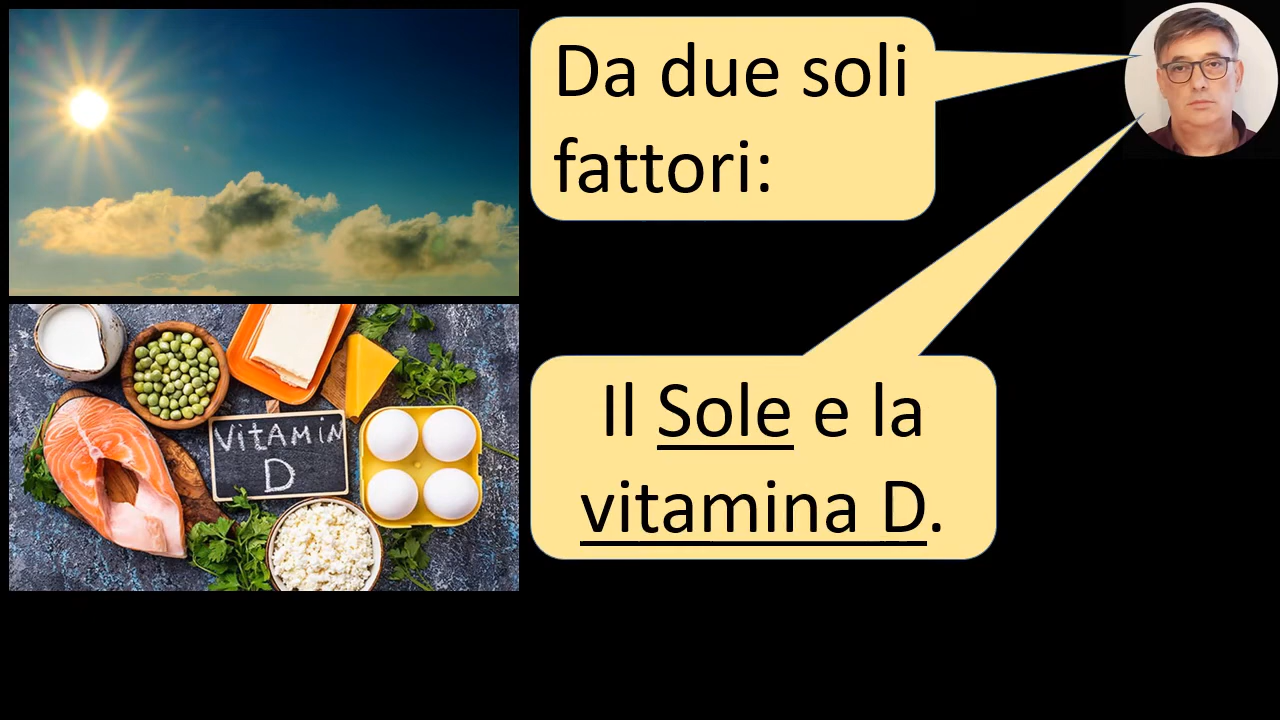 Da due soli
fattori:
Il Sole e la
vitamina D.
VitAMiN
D